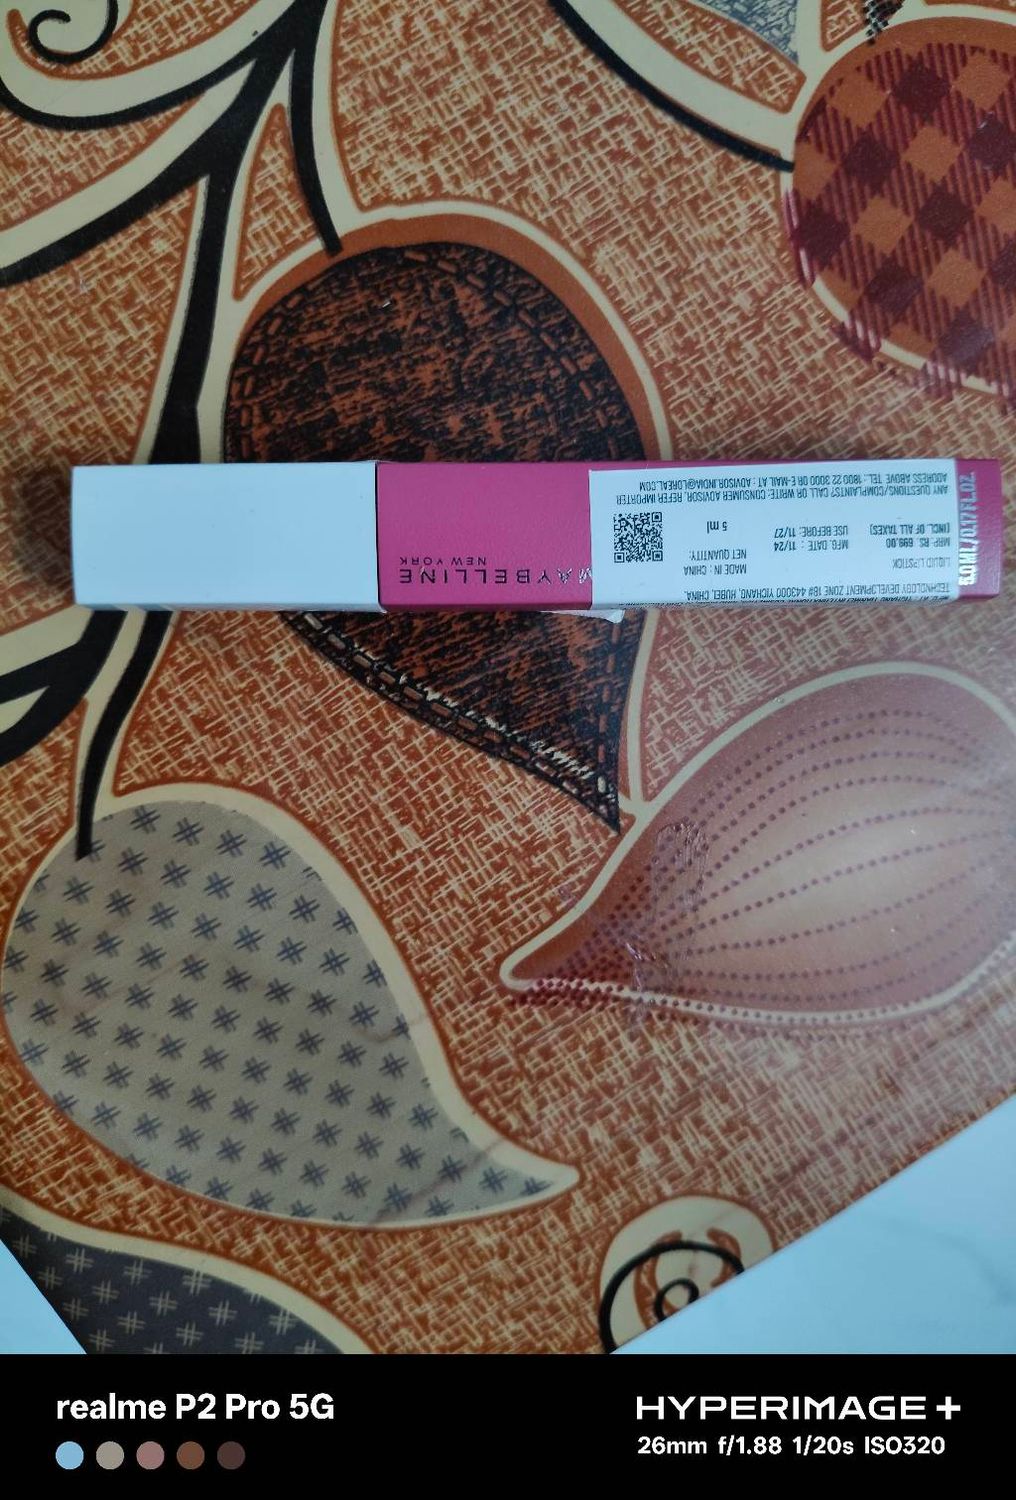 MAYBELLINE
NEW YORK
TECHNOLOGY DEVELOPMENT ZONE 18# 443000 YICHANG, HUBEI, CHINA.
LIQUID LIPSTICK
MADE IN : CHINA
NET QUANTITY:
5 ml
MRP. RS. 699.00
[INCL. OF ALL TAXES]
MFG. DATE : 11/24
USE BEFORE: 11/27
ANY QUESTIONS/COMPLAINTS? CALL OR WRITE: CONSUMER ADVISOR, REFER IMPORTER
ADDRESS ABOVE TEL.: 1800 22 3000 OR E-MAIL AT : ADVISOR.INDIA@LOREAL.COM
5.0 ML/0.17 FL.OZ.
realme P2 Pro 5G
HYPERIMAGE+
26mm f/1.88 1/20s ISO320